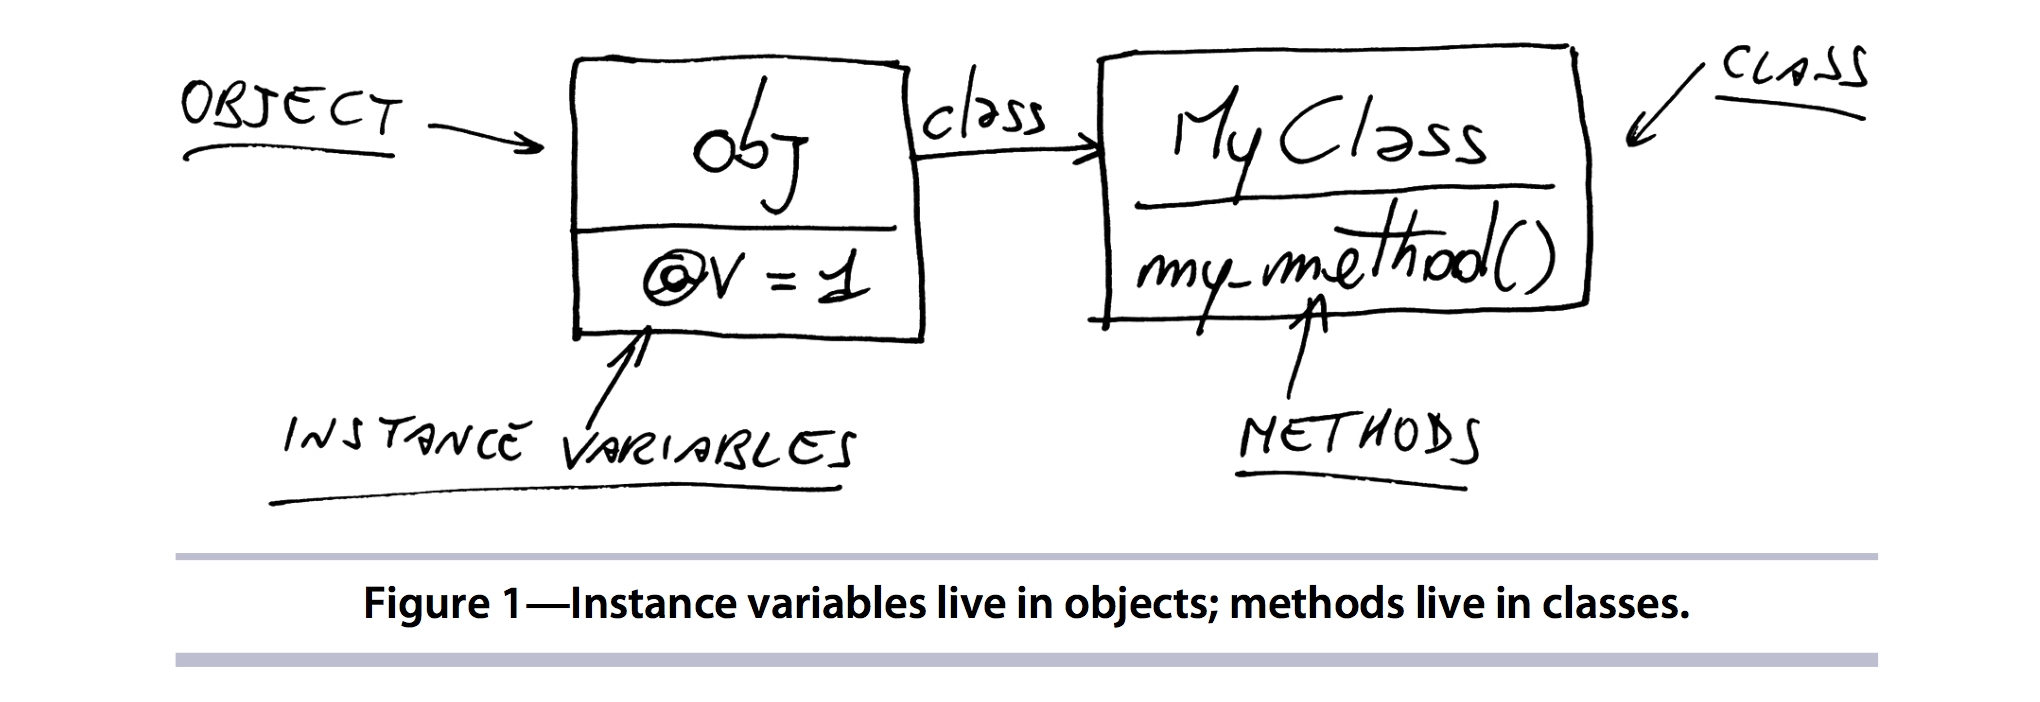 OBJECT
obj
@v = 1
class
MyClass
my_method()
CLASS
INSTANCE VARIABLES
METHODS
Figure 1—Instance variables live in objects; methods live in classes.